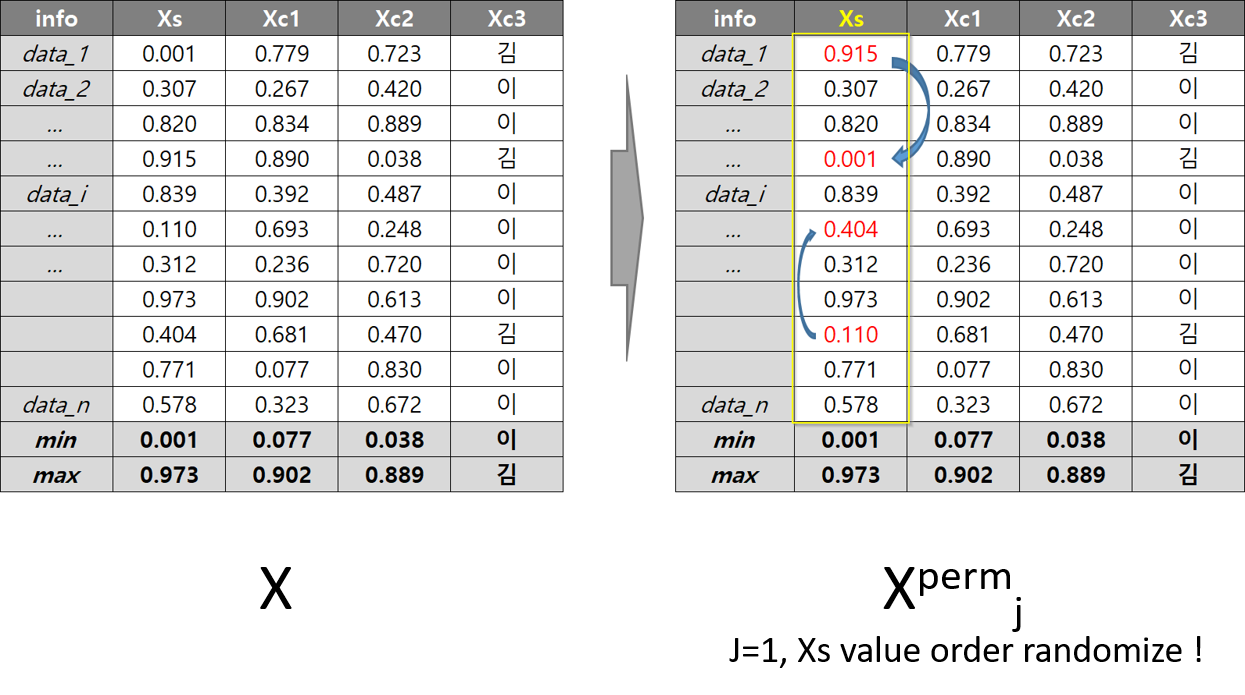 info Xs Xc1 Xc2 Xc3
data_1 0.001 0.779 0.723 김
data_2 0.307 0.267 0.420 이
... 0.820 0.834 0.889 이
... 0.915 0.890 0.038 김
data_i 0.839 0.392 0.487 이
... 0.110 0.693 0.248 이
... 0.312 0.236 0.720 이
0.973 0.902 0.613 이
0.404 0.681 0.470 김
0.771 0.077 0.830 이
data_n 0.578 0.323 0.672 이
min 0.001 0.077 0.038 이
max 0.973 0.902 0.889 김
X
info Xs Xc1 Xc2 Xc3
data_1 0.915 0.779 0.723 김
data_2 0.307 0.267 0.420 이
... 0.820 0.834 0.889 이
... 0.001 0.890 0.038 김
data_i 0.839 0.392 0.487 이
... 0.404 0.693 0.248 이
... 0.312 0.236 0.720 이
0.973 0.902 0.613 이
0.110 0.681 0.470 김
0.771 0.077 0.830 이
data_n 0.578 0.323 0.672 이
min 0.001 0.077 0.038 이
max 0.973 0.902 0.889 김
X^perm_j
J=1, Xs value order randomize !